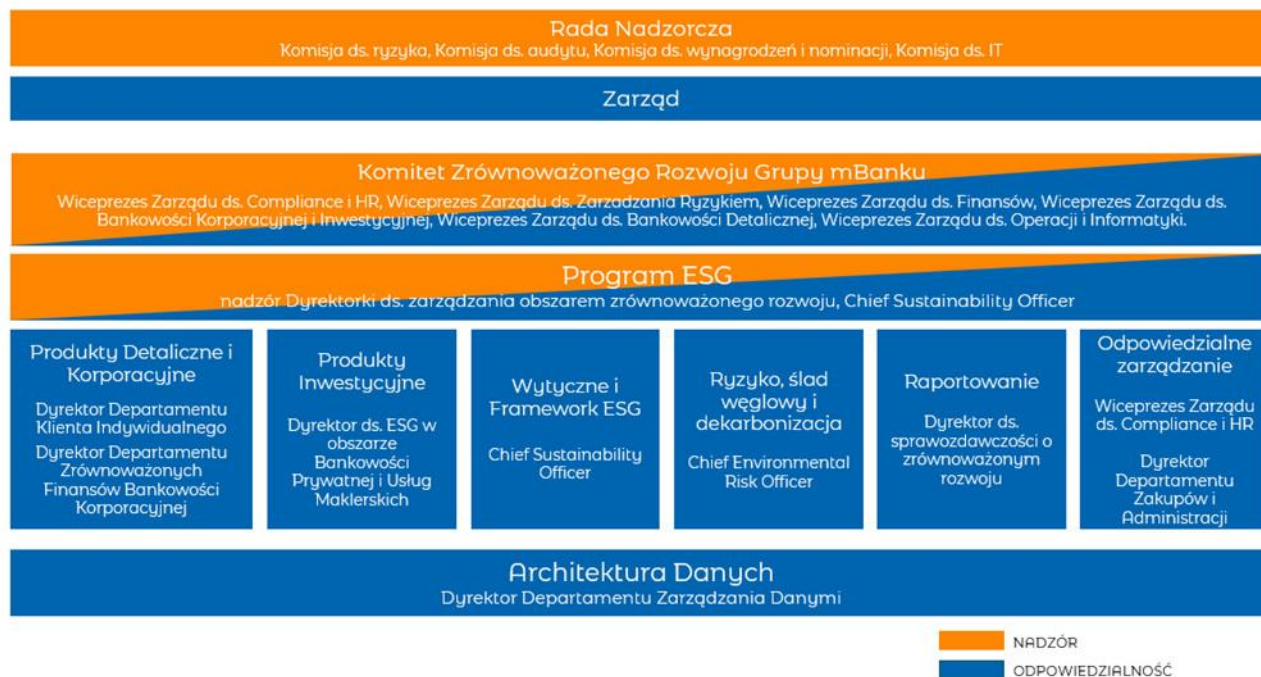 Rada Nadzorcza
Komisja ds. ryzyka, Komisja ds. audytu, Komisja ds. wynagrodzeń i nominacji, Komisja ds. IT
Zarząd
Komitet Zrównoważonego Rozwoju Grupy mBanku
Wiceprezes Zarządu ds. Compliance i HR, Wiceprezes Zarządu ds. Zarzadzania Ryzykiem, Wiceprezes Zarządu ds. Finansów, Wiceprezes Zarządu ds.
Bankowości Korporacyjnej i Inwestycyjnej, Wiceprezes Zarządu ds. Bankowości Detalicznej, Wiceprezes Zarządu ds. Operacji i Informatyki.
Program ESG
nadzór Dyrektorki ds. zarządzania obszarem zrównoważonego rozwoju, Chief Sustainability Officer
Produkty Detaliczne i
Korporacyjne
Dyrektor Departamentu
Klienta Indywidualnego
Dyrektor Departamentu
Zrównoważonych
Finansów Bankowości
Korporacyjnej
Produkty
Inwestycyjne
Dyrektor ds. ESG w
obszarze
Bankowości
Prywatnej i Usług
Maklerskich
Wytyczne i
Framework ESG
Chief Sustainability
Officer
Ryzyko, ślad
węglowy i
dekarbonizacja
Chief Environmental
Risk Officer
Raportowanie
Dyrektor ds.
sprawozdawczości o
zrównoważonym
rozwoju
Odpowiedzialne
zarządzanie
Wiceprezes Zarządu
ds. Compliance i HR
Dyrektor
Departamentu
Zakupów i
Administracji
Architektura Danych
Dyrektor Departamentu Zarządzania Danymi
NADZÓR
ODPOWIEDZIALNOŚĆ